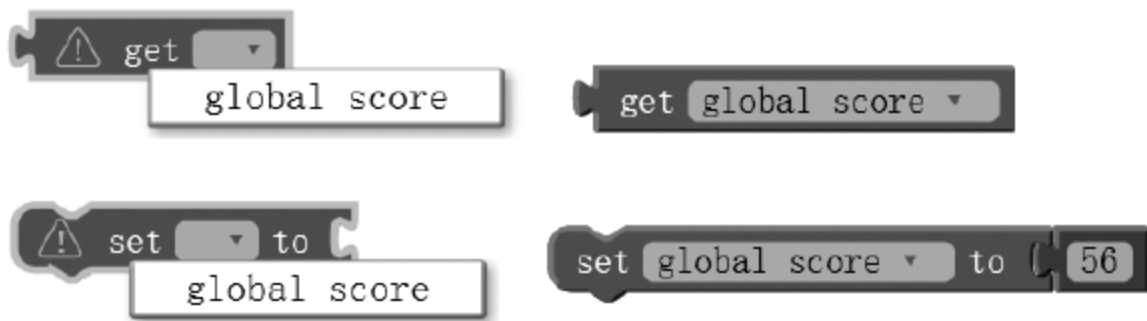 get
global score
get global score
set to
global score
set global score to 56